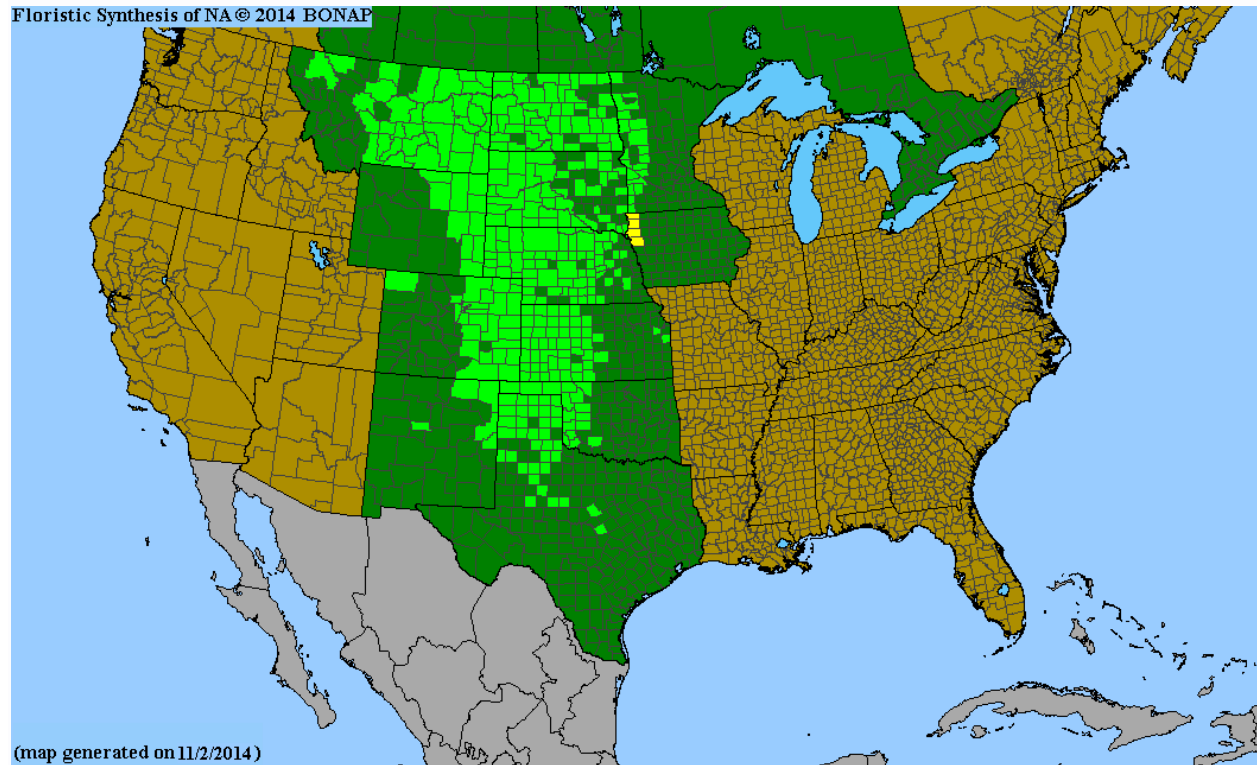 Floristic Synthesis of NA © 2014 BONAP
(map generated on 11/2/2014)